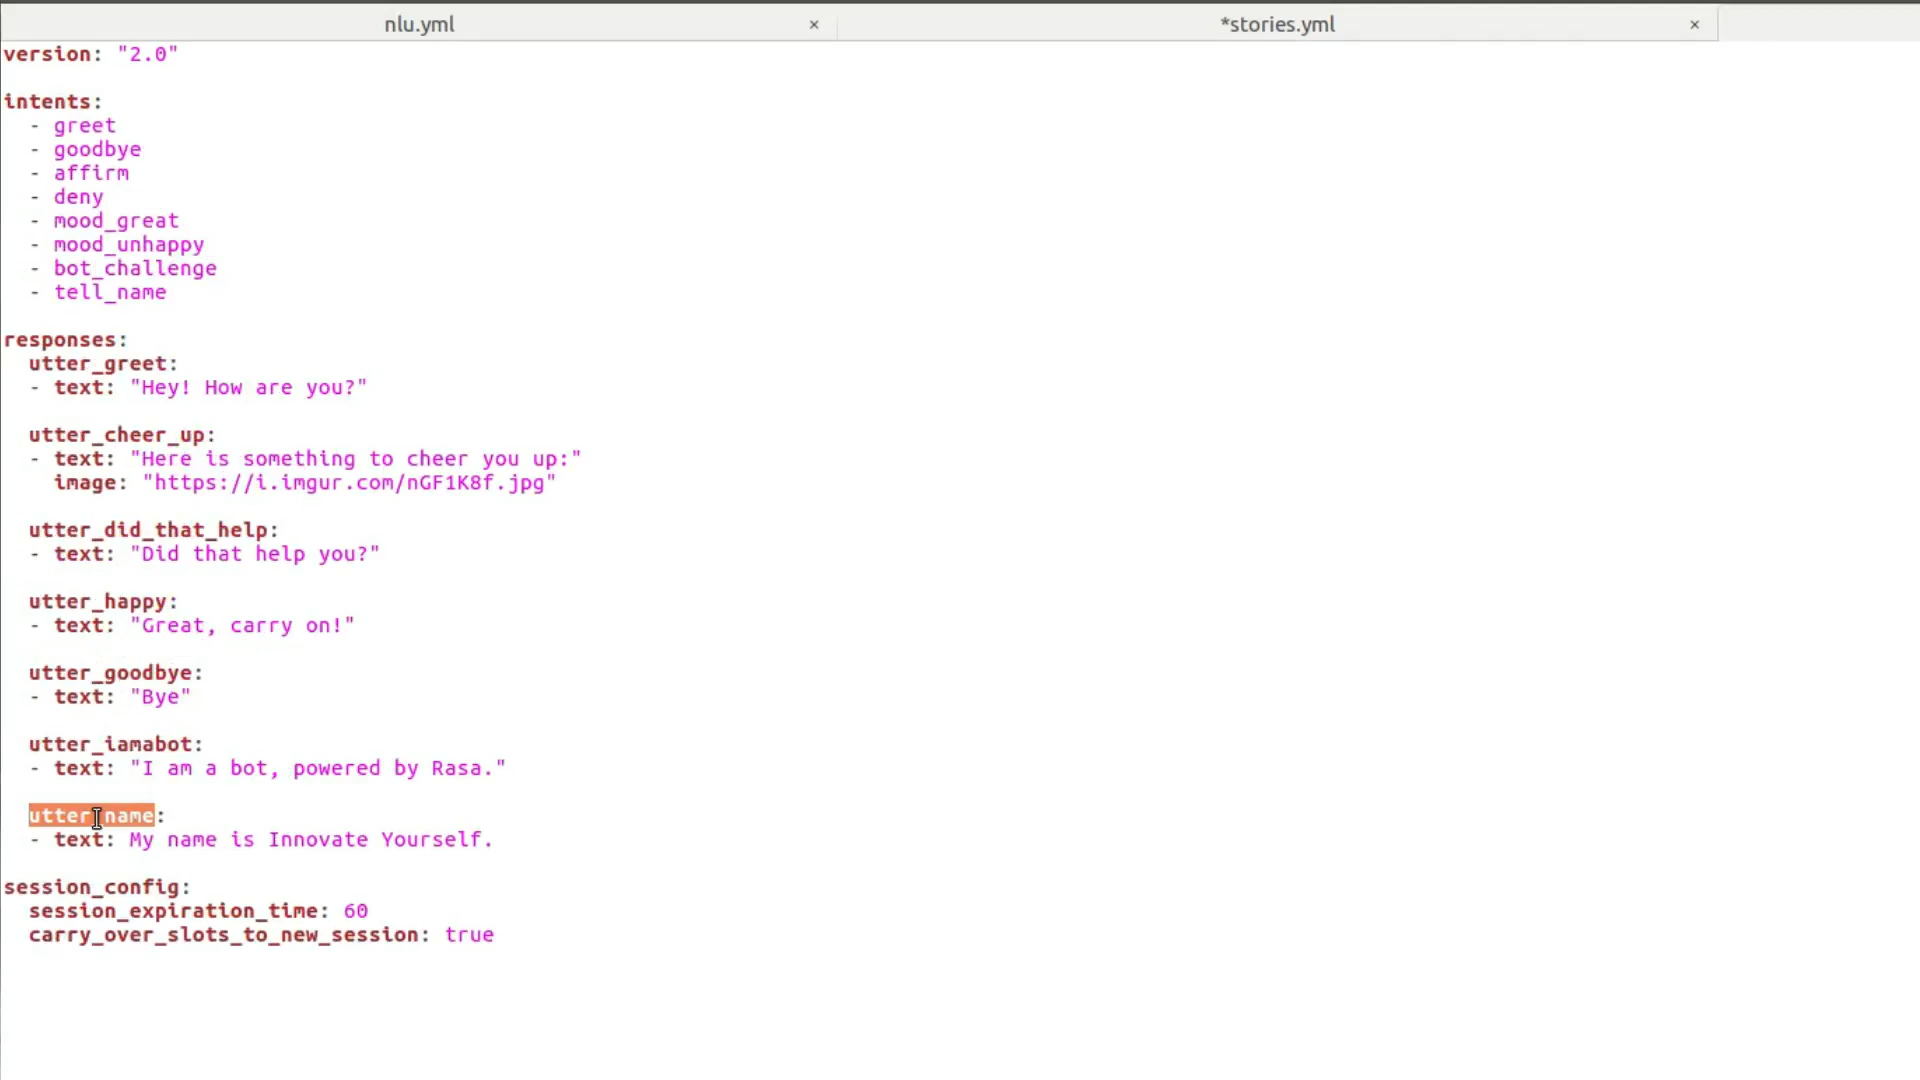 nlu.yml × *stories.yml ×
version: "2.0"
intents:
- greet
- goodbye
- affirm
- deny
- mood_great
- mood_unhappy
- bot_challenge
- tell_name
responses:
utter_greet:
- text: "Hey! How are you?"
utter_cheer_up:
- text: "Here is something to cheer you up:"
image: "https://i.imgur.com/nGF1K8f.jpg"
utter_did_that_help:
- text: "Did that help you?"
utter_happy:
- text: "Great, carry on!"
utter_goodbye:
- text: "Bye"
utter_iamabot:
- text: "I am a bot, powered by Rasa."
utter_name:
- text: My name is Innovate Yourself.
session_config:
session_expiration_time: 60
carry_over_slots_to_new_session: true